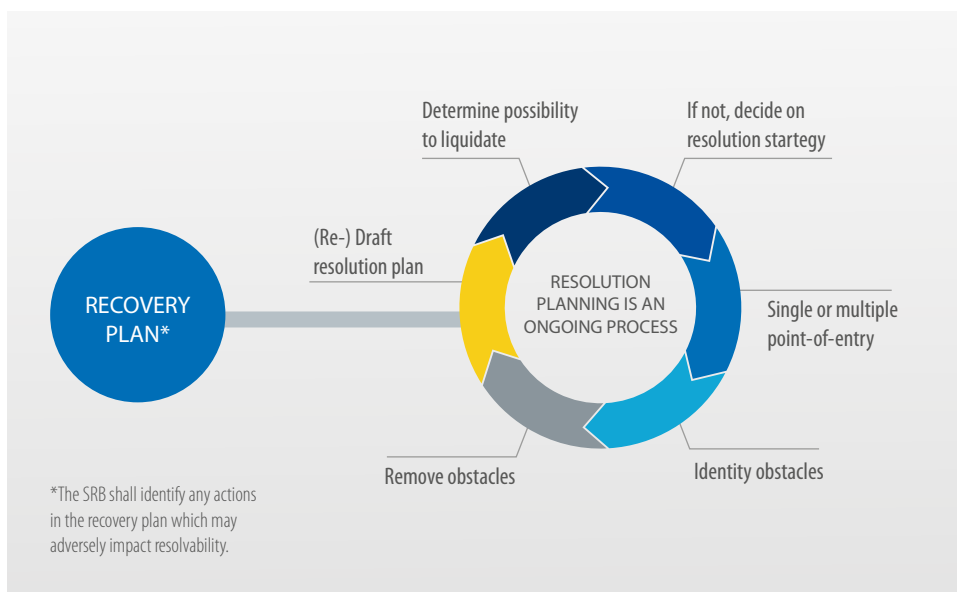 Determine possibility
to liquidate
If not, decide on
resolution startegy
(Re-) Draft
resolution plan
RECOVERY
PLAN*
RESOLUTION
PLANNING IS AN
ONGOING PROCESS
Single or multiple
point-of-entry
Remove obstacles
Identity obstacles
*The SRB shall identify any actions
in the recovery plan which may
adversely impact resolvability.